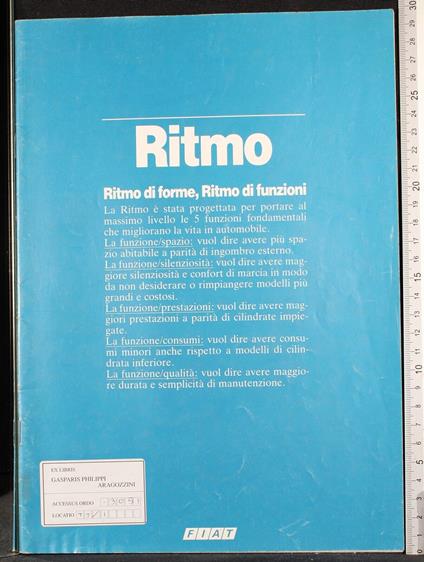 Ritmo
Ritmo di forme, Ritmo di funzioni
La Ritmo è stata progettata per portare al
massimo livello le 5 funzioni fondamentali
che migliorano la vita in automobile.
La funzione/spazio: vuol dire avere più spa-
zio abitabile a parità di ingombro esterno.
La funzione/silenziosità: vuol dire avere mag-
giore silenziosità e confort di marcia in modo
da non desiderare o rimpiangere modelli più
grandi e costosi.
La funzione/prestazioni: vuol dire avere mag-
giori prestazioni a parità di cilindrate impie-
gate.
La funzione/consumi: vuol dire avere consu-
mi minori anche rispetto a modelli di cilin-
drata inferiore.
La funzione/qualità: vuol dire avere maggio-
re durata e semplicità di manutenzione.
EX LIBRIS
GASPARIS PHILIPPI
ARAGOZZINI
ACCESSUS ORDO
LOCATIO
FIAT